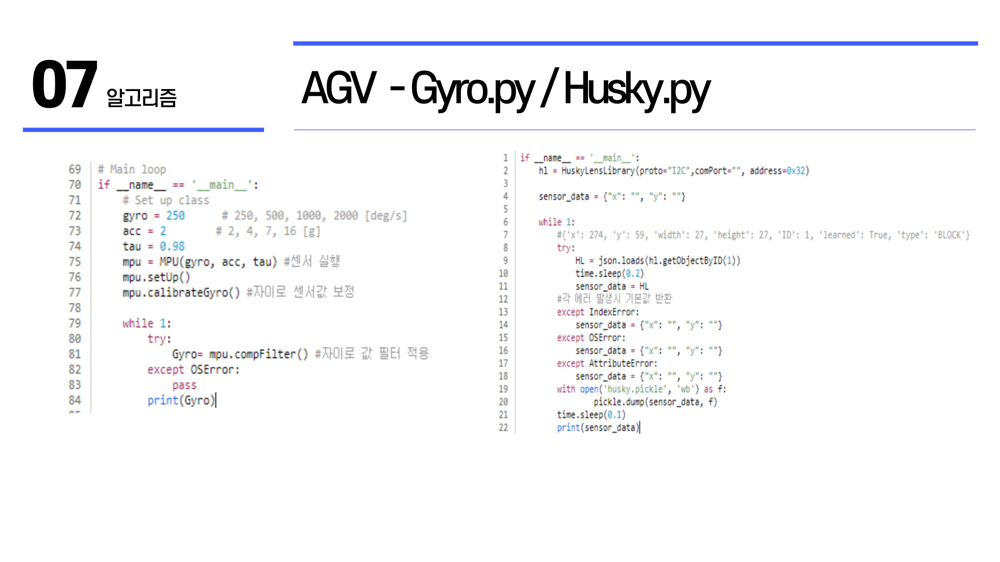 07 알고리즘
AGV - Gyro.py / Husky.py
69 # Main loop
70 if __name__ == '__main__':
71     # Set up class
72     gyro = 250      # 250, 500, 1000, 2000 [deg/s]
73     acc = 2        # 2, 4, 7, 16 [g]
74     tau = 0.98
75     mpu = MPU(gyro, acc, tau) #센서 실행
76     mpu.setUp()
77     mpu.calibrateGyro() #자이로 센서값 보정
78
79     while 1:
80         try:
81             Gyro= mpu.compFilter() #자이로 값 필터 적용
82         except OSError:
83             pass
84         print(Gyro)
1 if __name__ == '__main__':
2     hl = HuskyLensLibrary(proto="I2C",comPort="", address=0x32)
3
4     sensor_data = {"x": "", "y": ""}
5
6     while 1:
7         #{'x': 274, 'y': 59, 'width': 27, 'height': 27, 'ID': 1, 'learned': True, 'type': 'BLOCK'}
8         try:
9             HL = json.loads(hl.getObjectByID(1))
10             time.sleep(0.2)
11             sensor_data = HL
12         #각 에러 발생시 기본값 반환
13         except IndexError:
14             sensor_data = {"x": "", "y": ""}
15         except OSError:
16             sensor_data = {"x": "", "y": ""}
17         except AttributeError:
18             sensor_data = {"x": "", "y": ""}
19         with open('husky.pickle', 'wb') as f:
20                 pickle.dump(sensor_data, f)
21         time.sleep(0.1)
22         print(sensor_data)